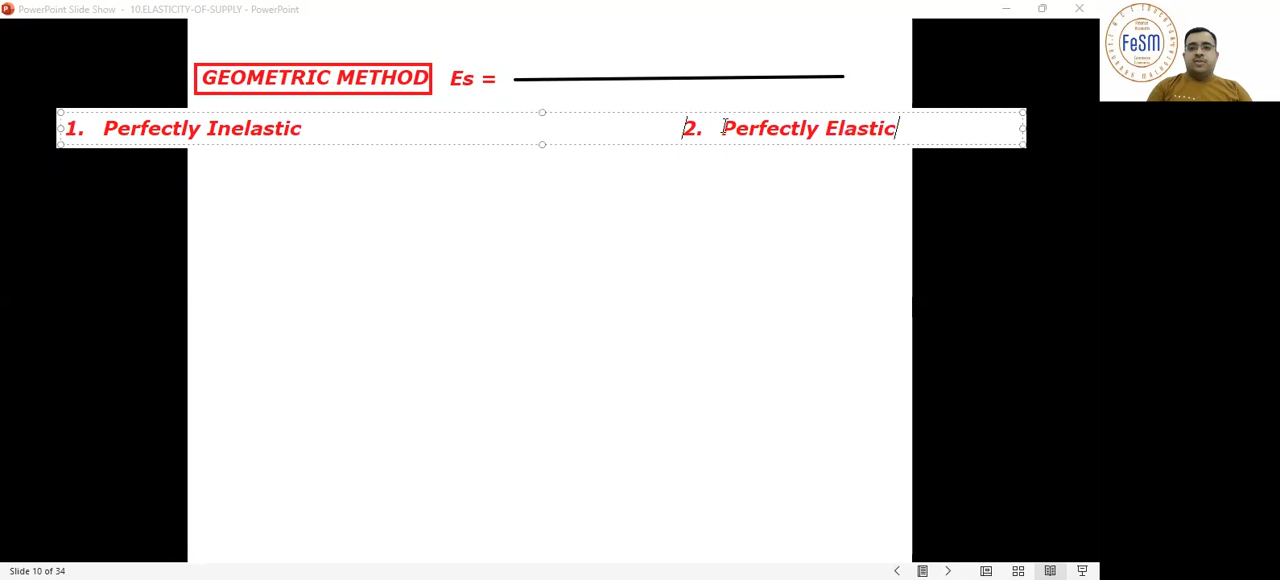 PowerPoint Slide Show - 10.ELASTICITY-OF-SUPPLY - PowerPoint
GEOMETRIC METHOD Es =
1. Perfectly Inelastic 2. Perfectly Elastic
FeSM
Slide 10 of 34